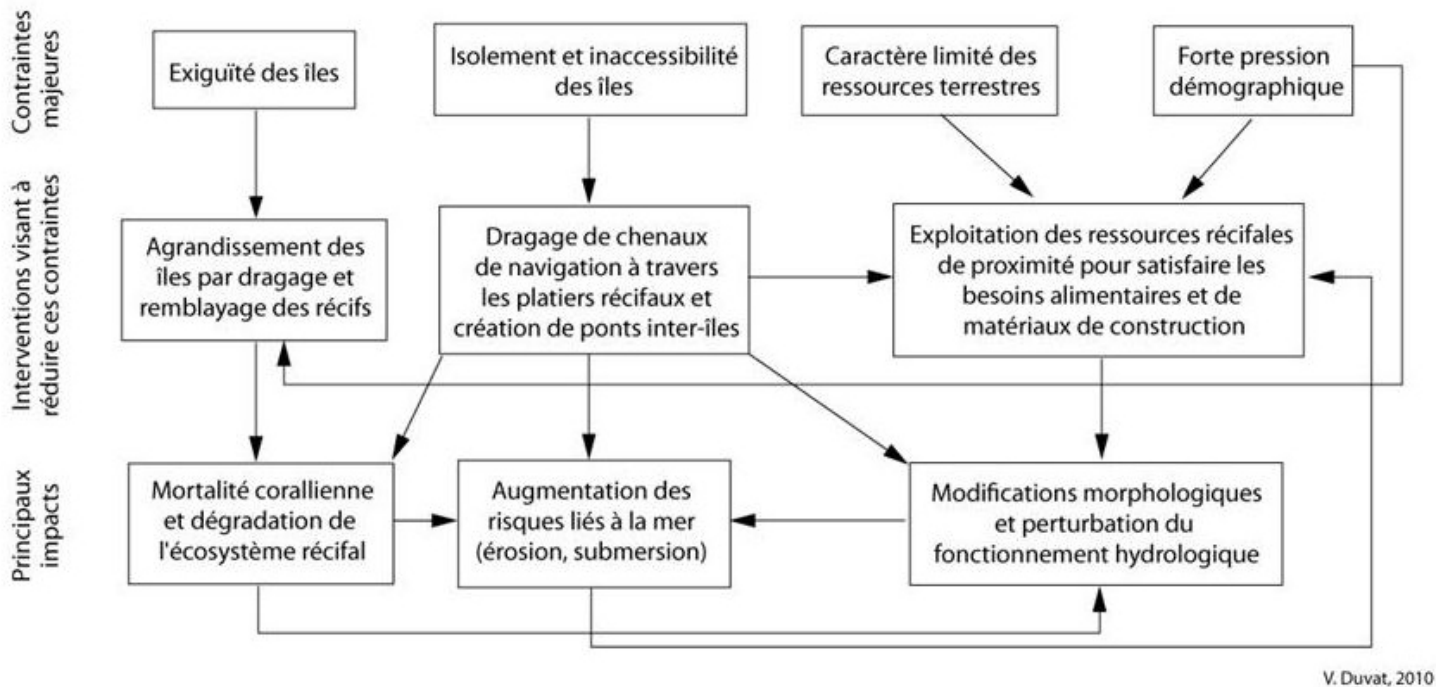 Contraintes
majeures
Exiguïté des îles
Isolement et inaccessibilité
des îles
Caractère limité des
ressources terrestres
Forte pression
démographique
Interventions visant à
réduire ces contraintes
Agrandissement des
îles par dragage et
remblayage des récifs
Dragage de chenaux
de navigation à travers
les platiers récifaux et
création de ponts inter-îles
Exploitation des ressources récifales
de proximité pour satisfaire les
besoins alimentaires et de
matériaux de construction
Principaux
impacts
Mortalité corallienne
et dégradation de
l'écosystème récifal
Augmentation des
risques liés à la mer
(érosion, submersion)
Modifications morphologiques
et perturbation du
fonctionnement hydrologique
V. Duvat, 2010